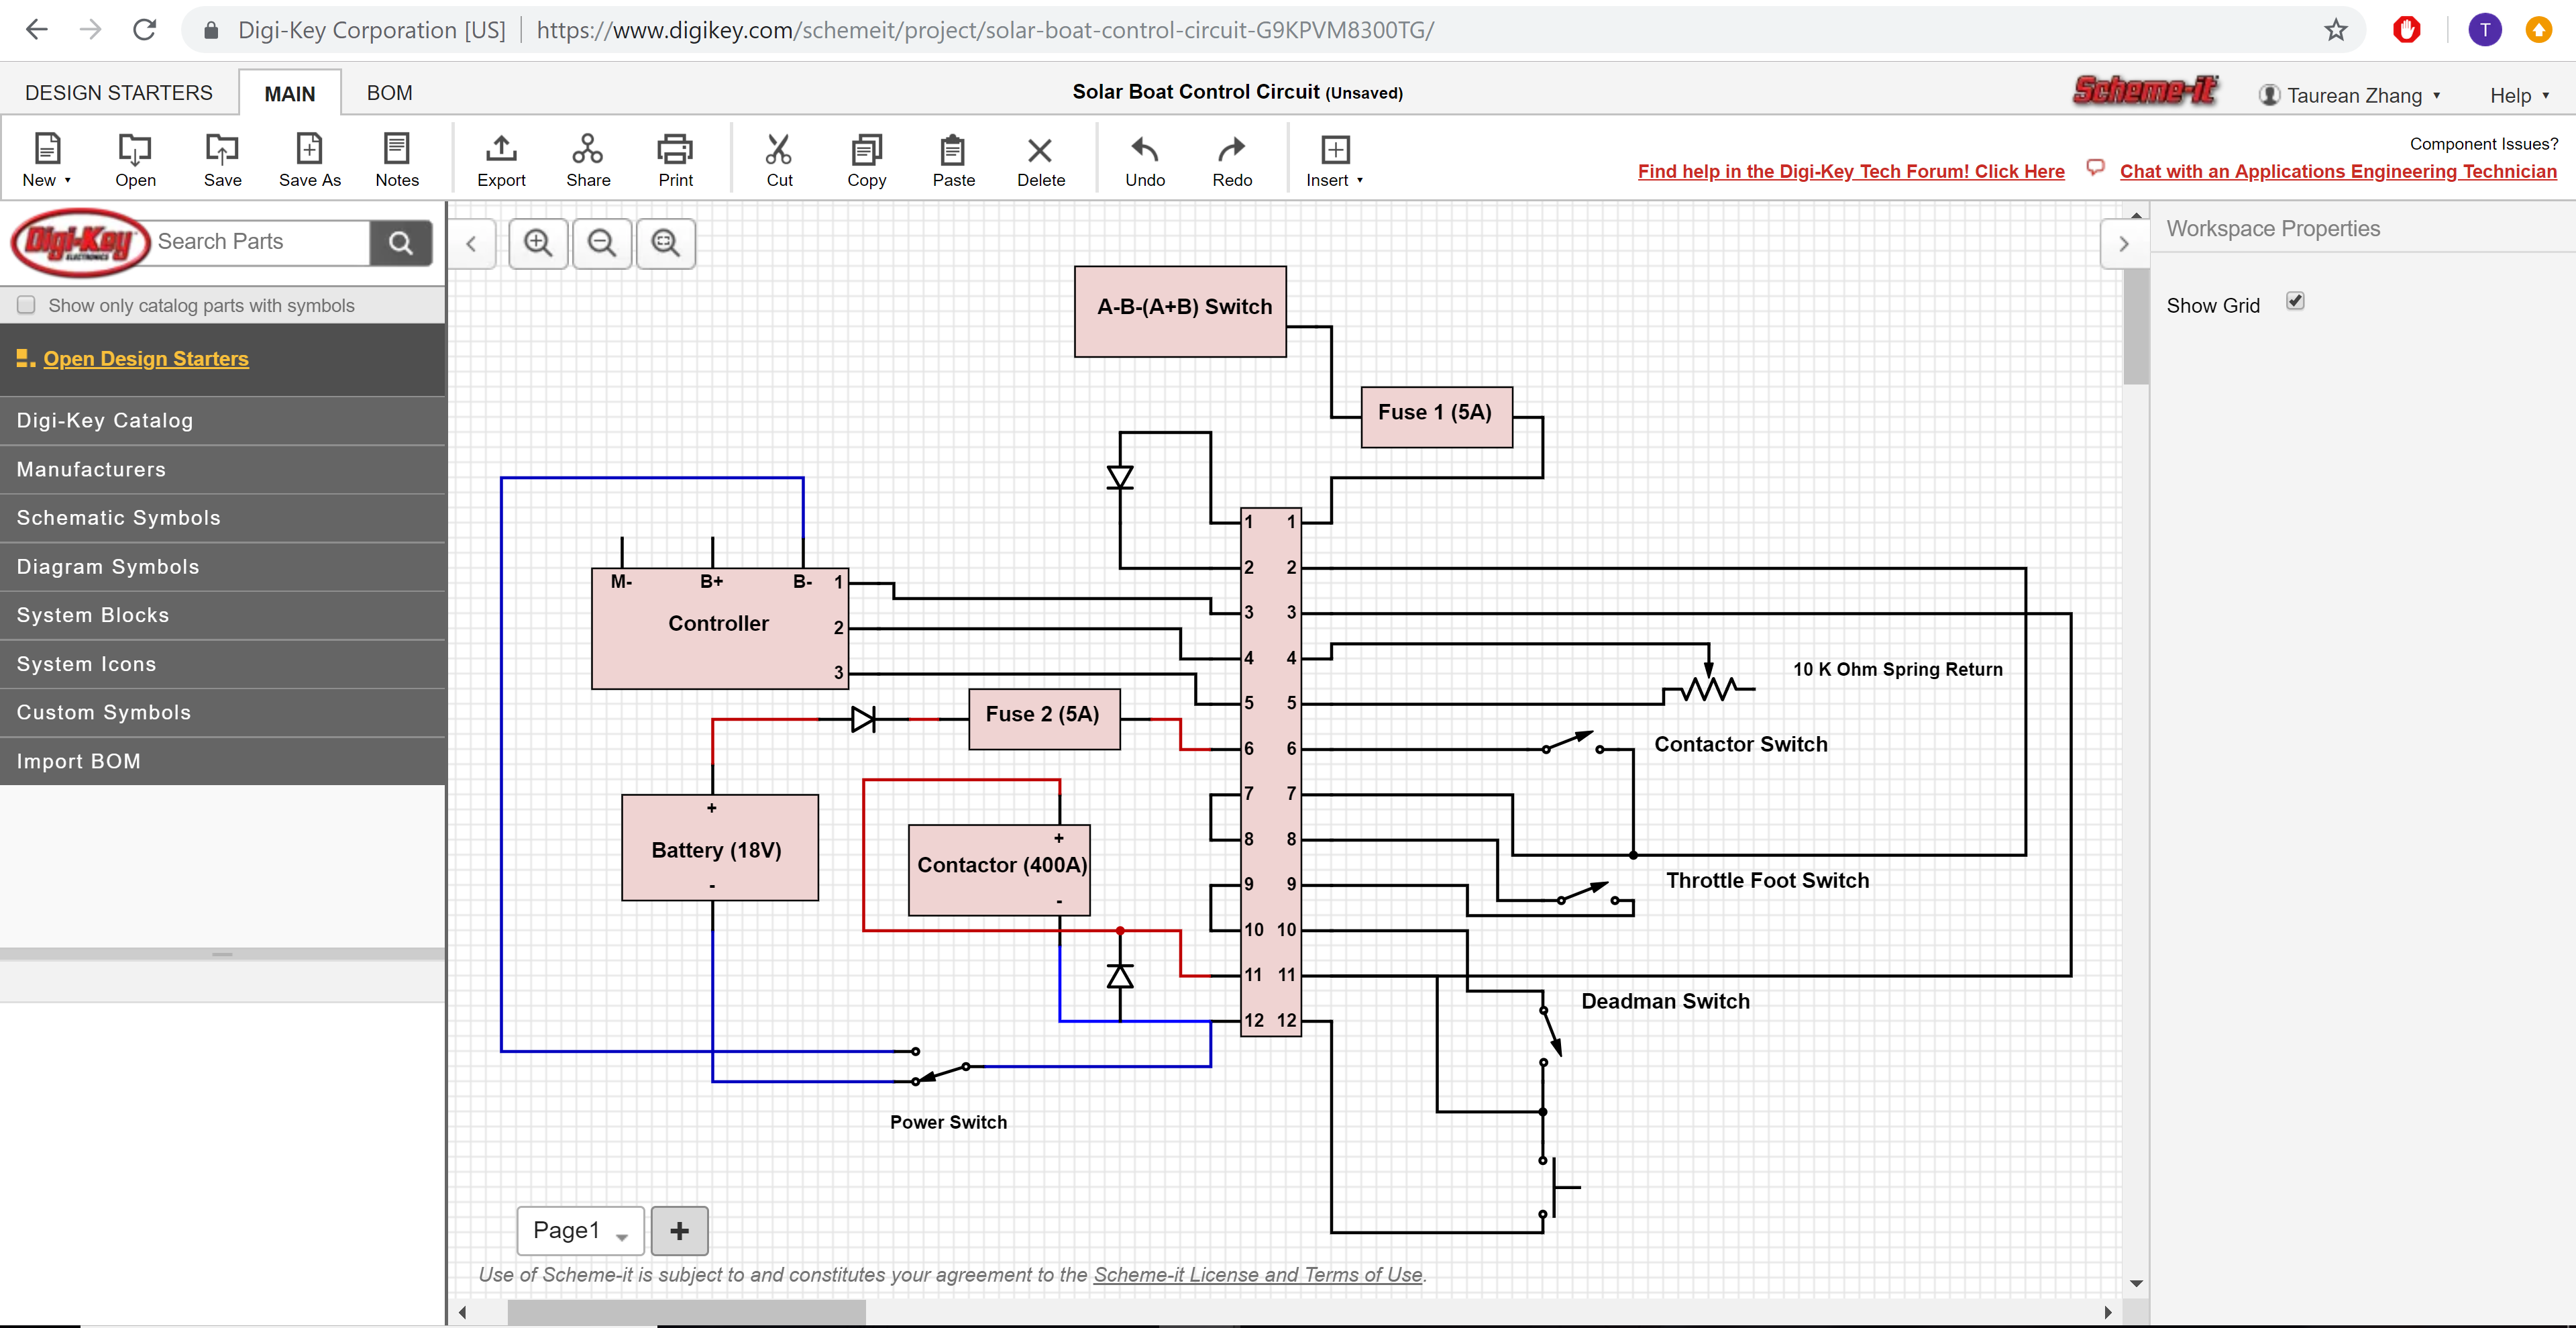 Digi-Key Corporation [US] https://www.digikey.com/schemeit/project/solar-boat-control-circuit-G9KPVM8300TG/
T
DESIGN STARTERS MAIN BOM
Solar Boat Control Circuit (Unsaved)
Scheme-it
Taurean Zhang Help
New Open Save Save As Notes Export Share Print Cut Copy Paste Delete Undo Redo Insert
Component Issues?
Find help in the Digi-Key Tech Forum! Click Here Chat with an Applications Engineering Technician
Digi-Key
ELECTRONICS
Search Parts
Show only catalog parts with symbols
Open Design Starters
Digi-Key Catalog
Manufacturers
Schematic Symbols
Diagram Symbols
System Blocks
System Icons
Custom Symbols
Import BOM
Workspace Properties
Show Grid
A-B-(A+B) Switch
Fuse 1 (5A)
1 1
2 2
3 3
4 4
5 5
6 6
7 7
8 8
9 9
10 10
11 11
12 12
M- B+ B- 1
Controller
2
3
Fuse 2 (5A)
+
Battery (18V)
-
+
Contactor (400A)
-
Power Switch
10 K Ohm Spring Return
Contactor Switch
Throttle Foot Switch
Deadman Switch
Page1
+
Use of Scheme-it is subject to and constitutes your agreement to the Scheme-it License and Terms of Use.